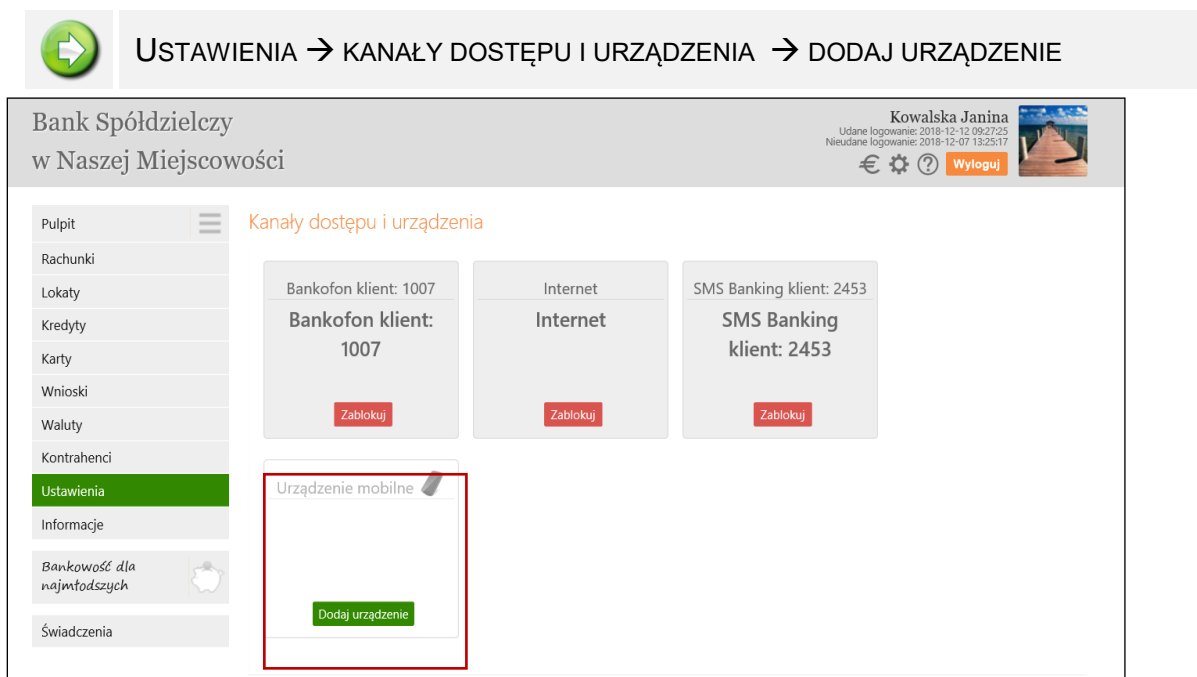 USTAWIENIA → KANAŁY DOSTĘPU I URZĄDZENIA → DODAJ URZĄDZENIE
Bank Spółdzielczy
w Naszej Miejscowości
Kowalska Janina
Udane logowanie: 2018-12-12 09:27:25
Nieudane logowanie: 2018-12-07 13:25:17
€ ? Wyloguj
Pulpit
Rachunki
Lokaty
Kredyty
Karty
Wnioski
Waluty
Kontrahenci
Ustawienia
Informacje
Bankowość dla
najmłodszych
Świadczenia
Kanały dostępu i urządzenia
Bankofon klient: 1007
Bankofon klient:
1007
Zablokuj
Internet
Internet
Zablokuj
SMS Banking klient: 2453
SMS Banking
klient: 2453
Zablokuj
Urządzenie mobilne
Dodaj urządzenie